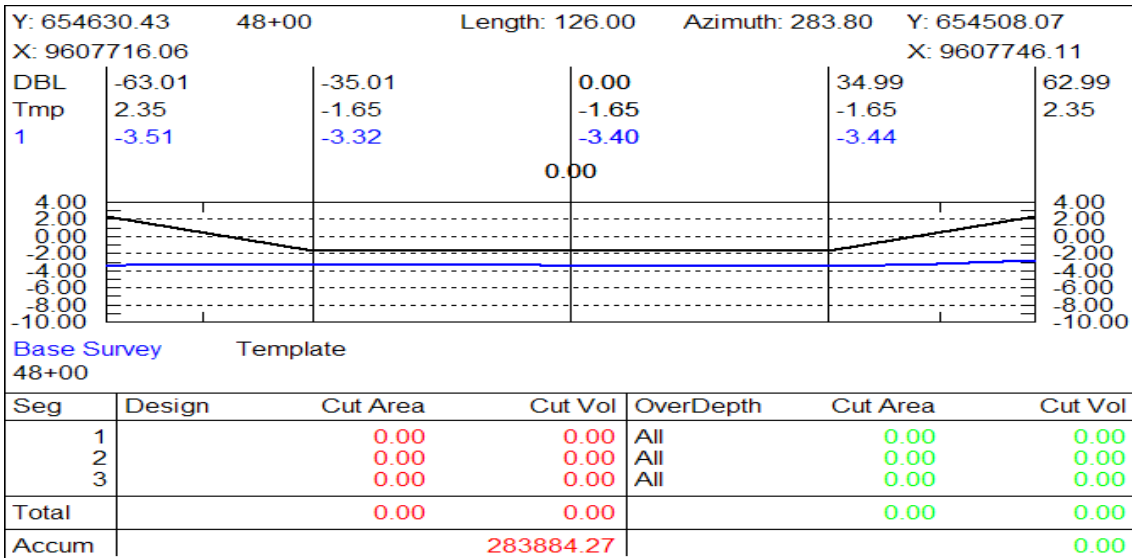 Y: 654630.43 48+00 Length: 126.00 Azimuth: 283.80 Y: 654508.07
X: 9607716.06 X: 9607746.11
DBL -63.01 -35.01 0.00 34.99 62.99
Tmp 2.35 -1.65 -1.65 -1.65 2.35
1 -3.51 -3.32 -3.40 -3.44
0.00
4.00 4.00
2.00 2.00
0.00 0.00
-2.00 -2.00
-4.00 -4.00
-6.00 -6.00
-8.00 -8.00
-10.00 -10.00
Base Survey Template
48+00
Seg Design Cut Area Cut Vol OverDepth Cut Area Cut Vol
1 0.00 0.00 All 0.00 0.00
2 0.00 0.00 All 0.00 0.00
3 0.00 0.00 All 0.00 0.00
Total 0.00 0.00 0.00 0.00
Accum 283884.27 0.00